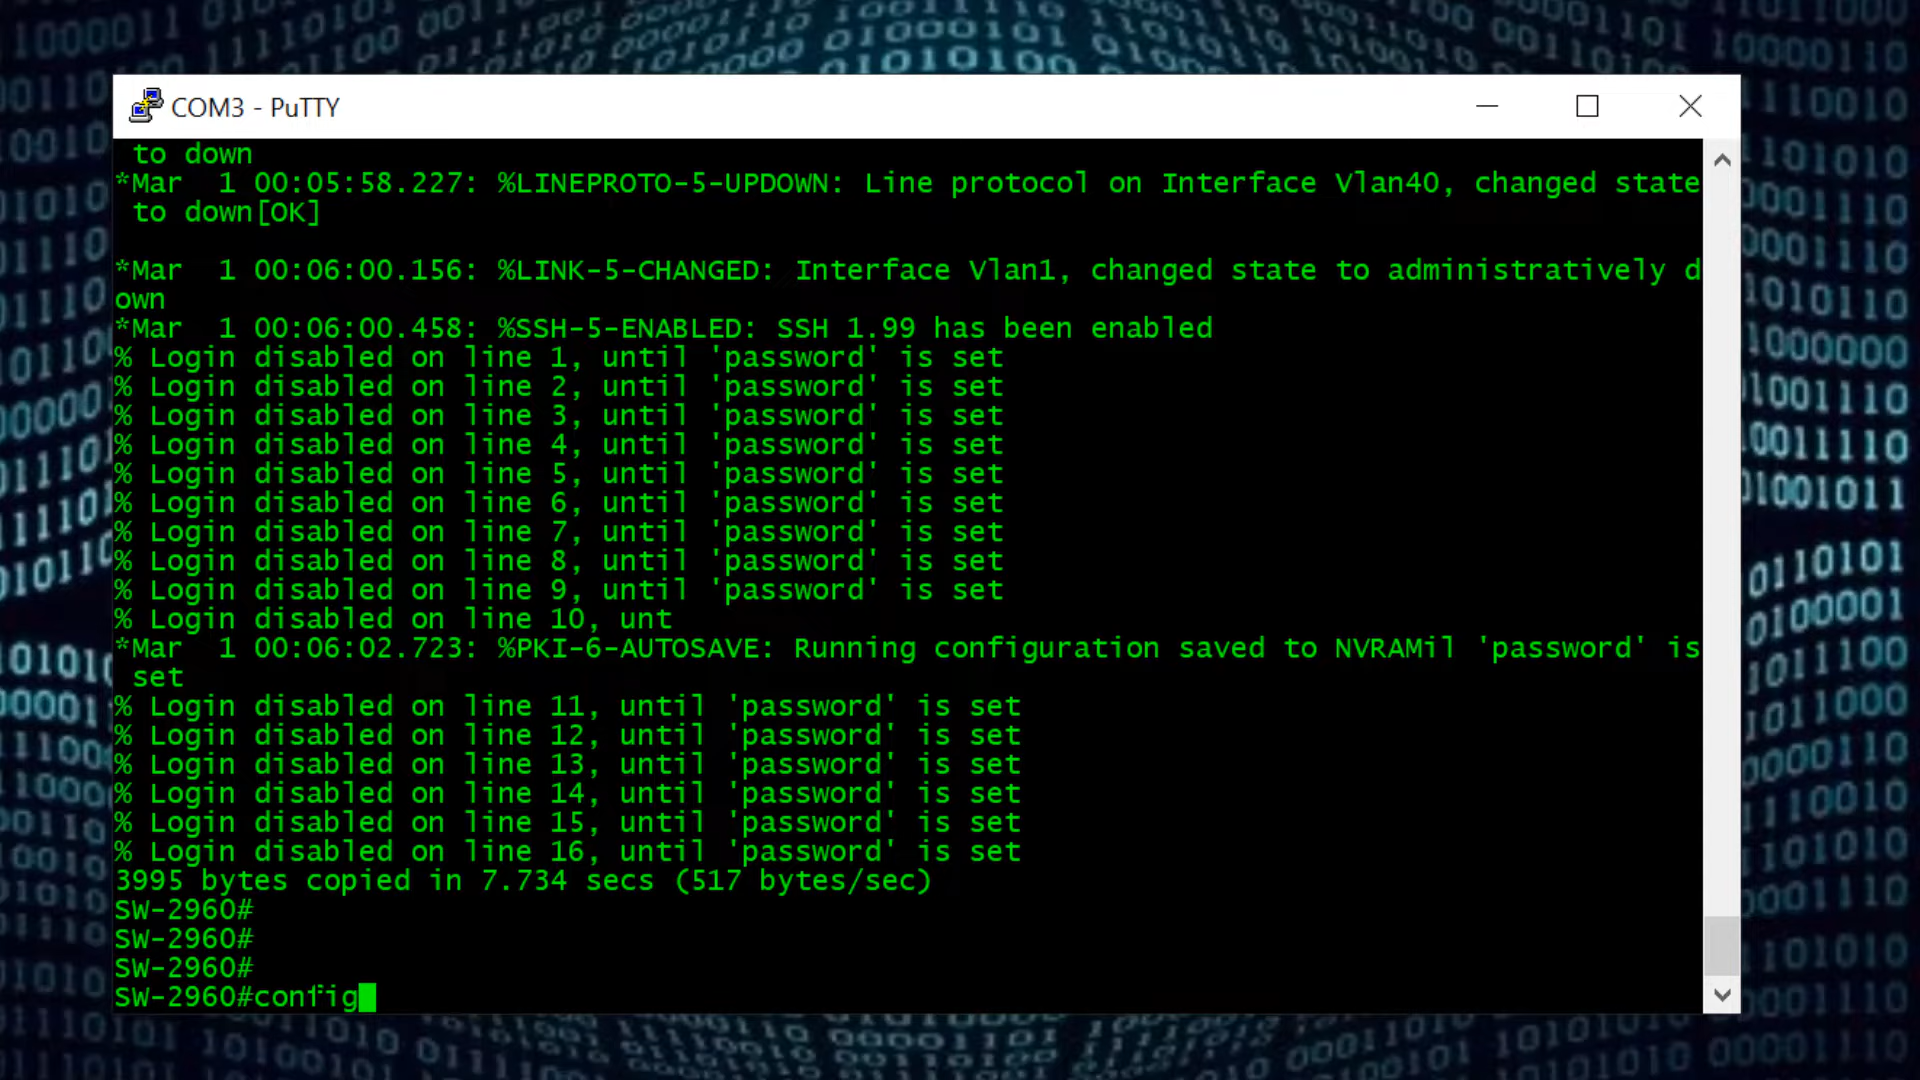 COM3 - PuTTY
to down
*Mar  1 00:05:58.227: %LINEPROTO-5-UPDOWN: Line protocol on Interface Vlan40, changed state
to down[OK]
*Mar  1 00:06:00.156: %LINK-5-CHANGED: Interface Vlan1, changed state to administratively d
own
*Mar  1 00:06:00.458: %SSH-5-ENABLED: SSH 1.99 has been enabled
% Login disabled on line 1, until 'password' is set
% Login disabled on line 2, until 'password' is set
% Login disabled on line 3, until 'password' is set
% Login disabled on line 4, until 'password' is set
% Login disabled on line 5, until 'password' is set
% Login disabled on line 6, until 'password' is set
% Login disabled on line 7, until 'password' is set
% Login disabled on line 8, until 'password' is set
% Login disabled on line 9, until 'password' is set
% Login disabled on line 10, unt
*Mar  1 00:06:02.723: %PKI-6-AUTOSAVE: Running configuration saved to NVRAMil 'password' is
set
% Login disabled on line 11, until 'password' is set
% Login disabled on line 12, until 'password' is set
% Login disabled on line 13, until 'password' is set
% Login disabled on line 14, until 'password' is set
% Login disabled on line 15, until 'password' is set
% Login disabled on line 16, until 'password' is set
3995 bytes copied in 7.734 secs (517 bytes/sec)
SW-2960#
SW-2960#
SW-2960#
SW-2960#config